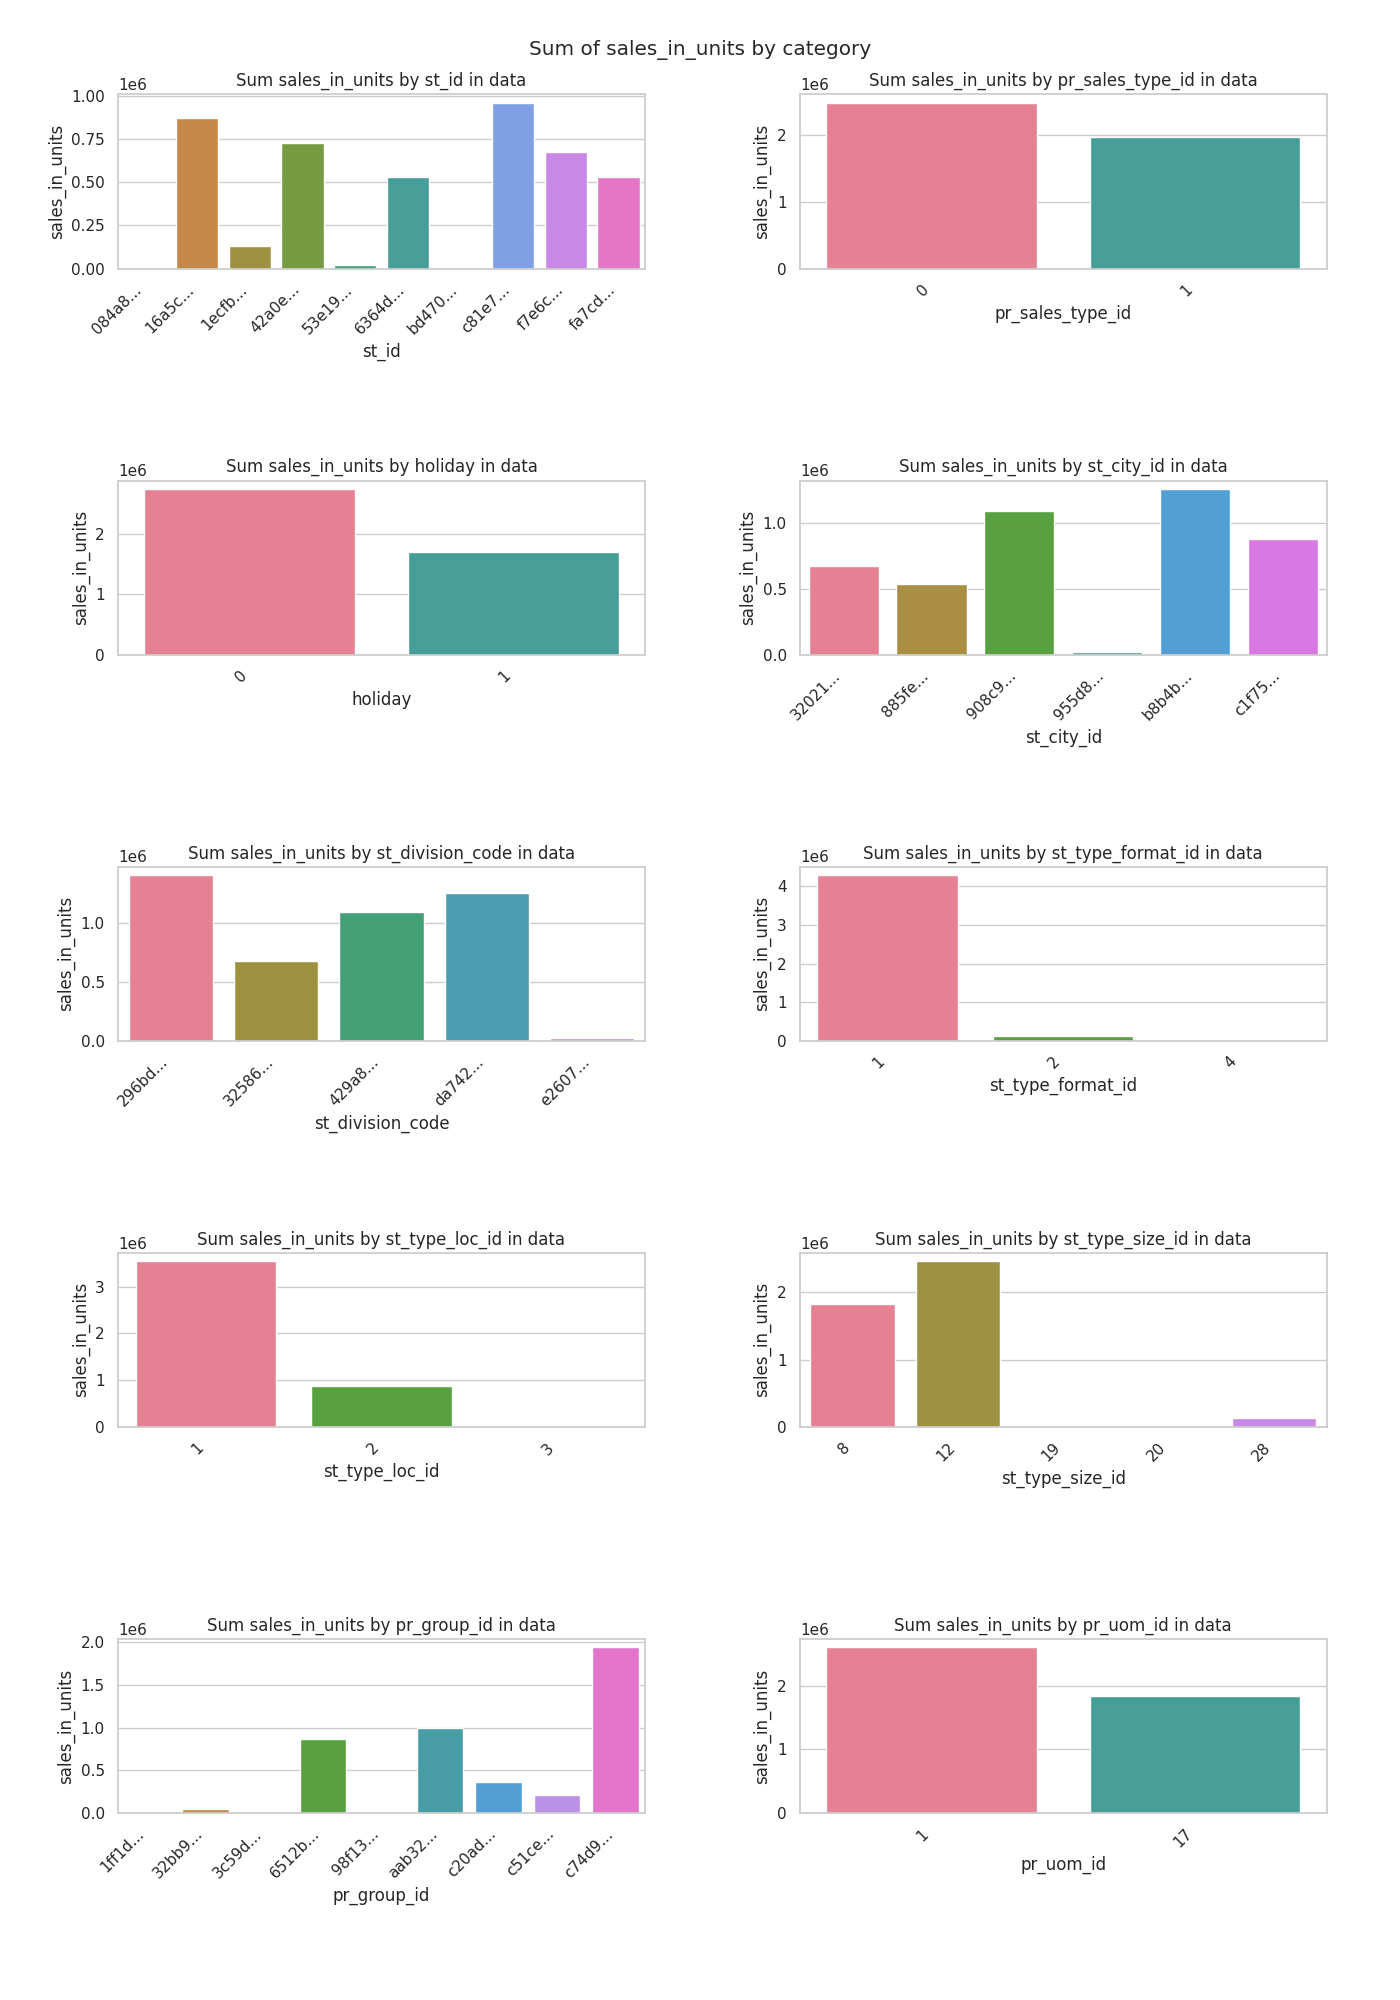 Sum of sales_in_units by category
Sum sales_in_units by st_id in data
1e6
sales_in_units
1.00
0.75
0.50
0.25
0.00
084a8...
16a5c...
1ecfb...
42a0e...
53e19...
6364d...
bd470...
c81e7...
f7e6c...
fa7cd...
st_id
Sum sales_in_units by pr_sales_type_id in data
1e6
sales_in_units
2
1
0
0
1
pr_sales_type_id
Sum sales_in_units by holiday in data
1e6
sales_in_units
2
1
0
0
1
holiday
Sum sales_in_units by st_city_id in data
1e6
sales_in_units
1.0
0.5
0.0
32021...
885fe...
908c9...
955d8...
b8b4b...
c1f75...
st_city_id
Sum sales_in_units by st_division_code in data
1e6
sales_in_units
1.0
0.5
0.0
296bd...
32586...
429a8...
da742...
e2607...
st_division_code
Sum sales_in_units by st_type_format_id in data
1e6
sales_in_units
4
3
2
1
0
1
2
4
st_type_format_id
Sum sales_in_units by st_type_loc_id in data
1e6
sales_in_units
3
2
1
0
1
2
3
st_type_loc_id
Sum sales_in_units by st_type_size_id in data
1e6
sales_in_units
2
1
0
8
12
19
20
28
st_type_size_id
Sum sales_in_units by pr_group_id in data
1e6
sales_in_units
2.0
1.5
1.0
0.5
0.0
1ff1d...
32bb9...
3c59d...
6512b...
98f13...
aab32...
c20ad...
c51ce...
c74d9...
pr_group_id
Sum sales_in_units by pr_uom_id in data
1e6
sales_in_units
2
1
0
1
17
pr_uom_id